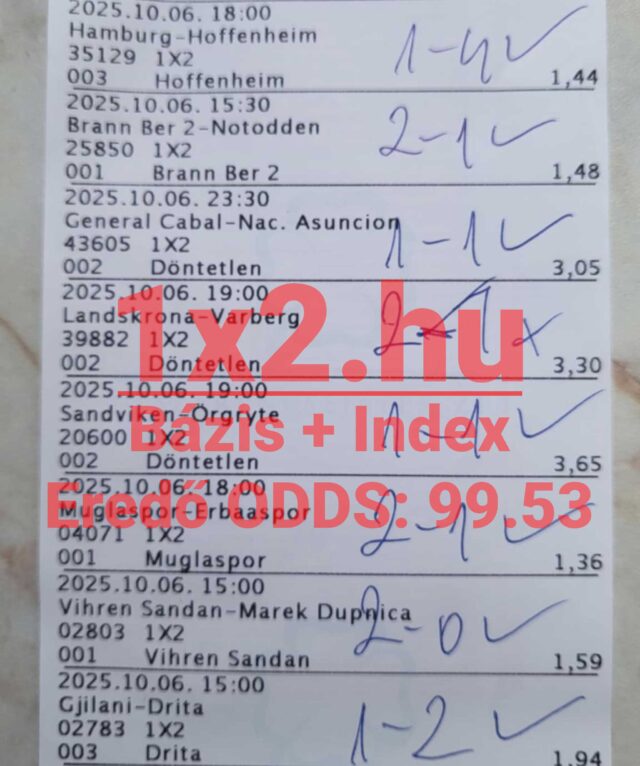 2025.10.06. 18:00
Hamburg-Hoffenheim
35129 1X2
003 Hoffenheim 1,44
1-4
2025.10.06. 15:30
Brann Ber 2-Notodden
25850 1X2
001 Brann Ber 2 1,48
2-1
2025.10.06. 23:30
General Cabal-Nac. Asuncion
43605 1X2
002 Döntetlen 3,05
1-1
2025.10.06. 19:00
Landskrona-Varberg
39882 1X2
002 Döntetlen 3,30
2-1 x
1x2.hu
2025.10.06. 19:00
Sandviken-Örgryte
20600 1X2
002 Döntetlen 3,65
1-1
Bázis + Index
2025.10.06. 18:00
Muglaspor-Erbaaspor
04071 1X2
001 Muglaspor 1,36
2-1
Eredő ODDS: 99.53
2025.10.06. 15:00
Vihren Sandan-Marek Dupnica
02803 1X2
001 Vihren Sandan 1,59
2-0
2025.10.06. 15:00
Gjilani-Drita
02783 1X2
003 Drita 1,94
1-2